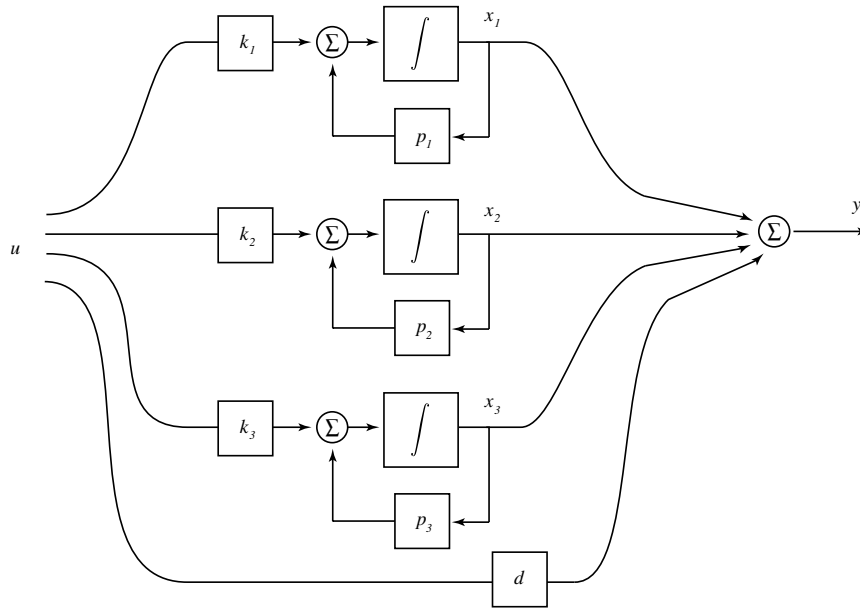 x₁
k₁ Σ ∫
p₁
x₂
y
k₂ Σ ∫ Σ
u
p₂
x₃
k₃ Σ ∫
p₃
d